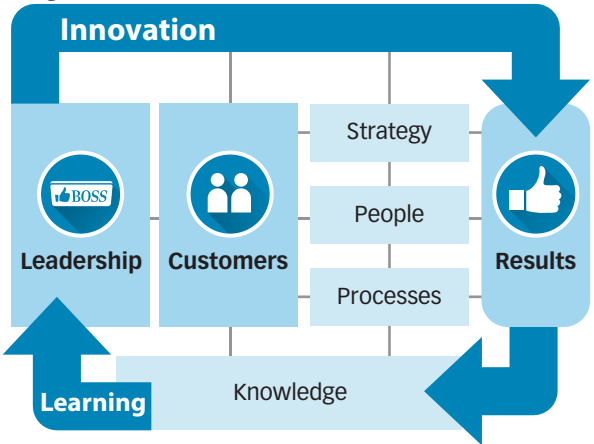 Innovation
Strategy
BOSS
People
Leadership
Customers
Results
Processes
Knowledge
Learning